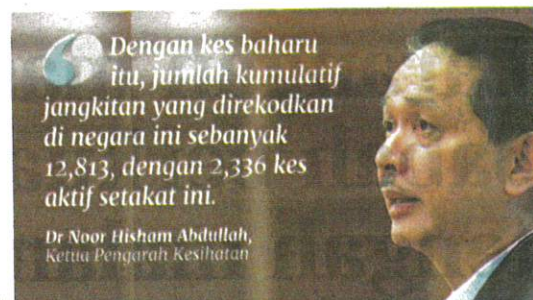 Dengan kes baharu
itu, jumlah kumulatif
jangkitan yang direkodkan
di negara ini sebanyak
12,813, dengan 2,336 kes
aktif setakat ini.
Dr Noor Hisham Abdullah,
Ketua Pengarah Kesihatan